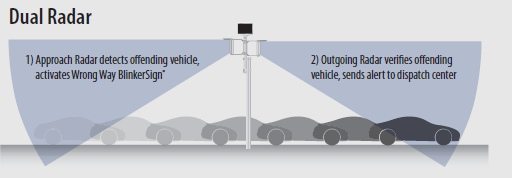 Dual Radar
1) Approach Radar detects offending vehicle,
activates Wrong Way BlinkerSign®
2) Outgoing Radar verifies offending
vehicle, sends alert to dispatch center